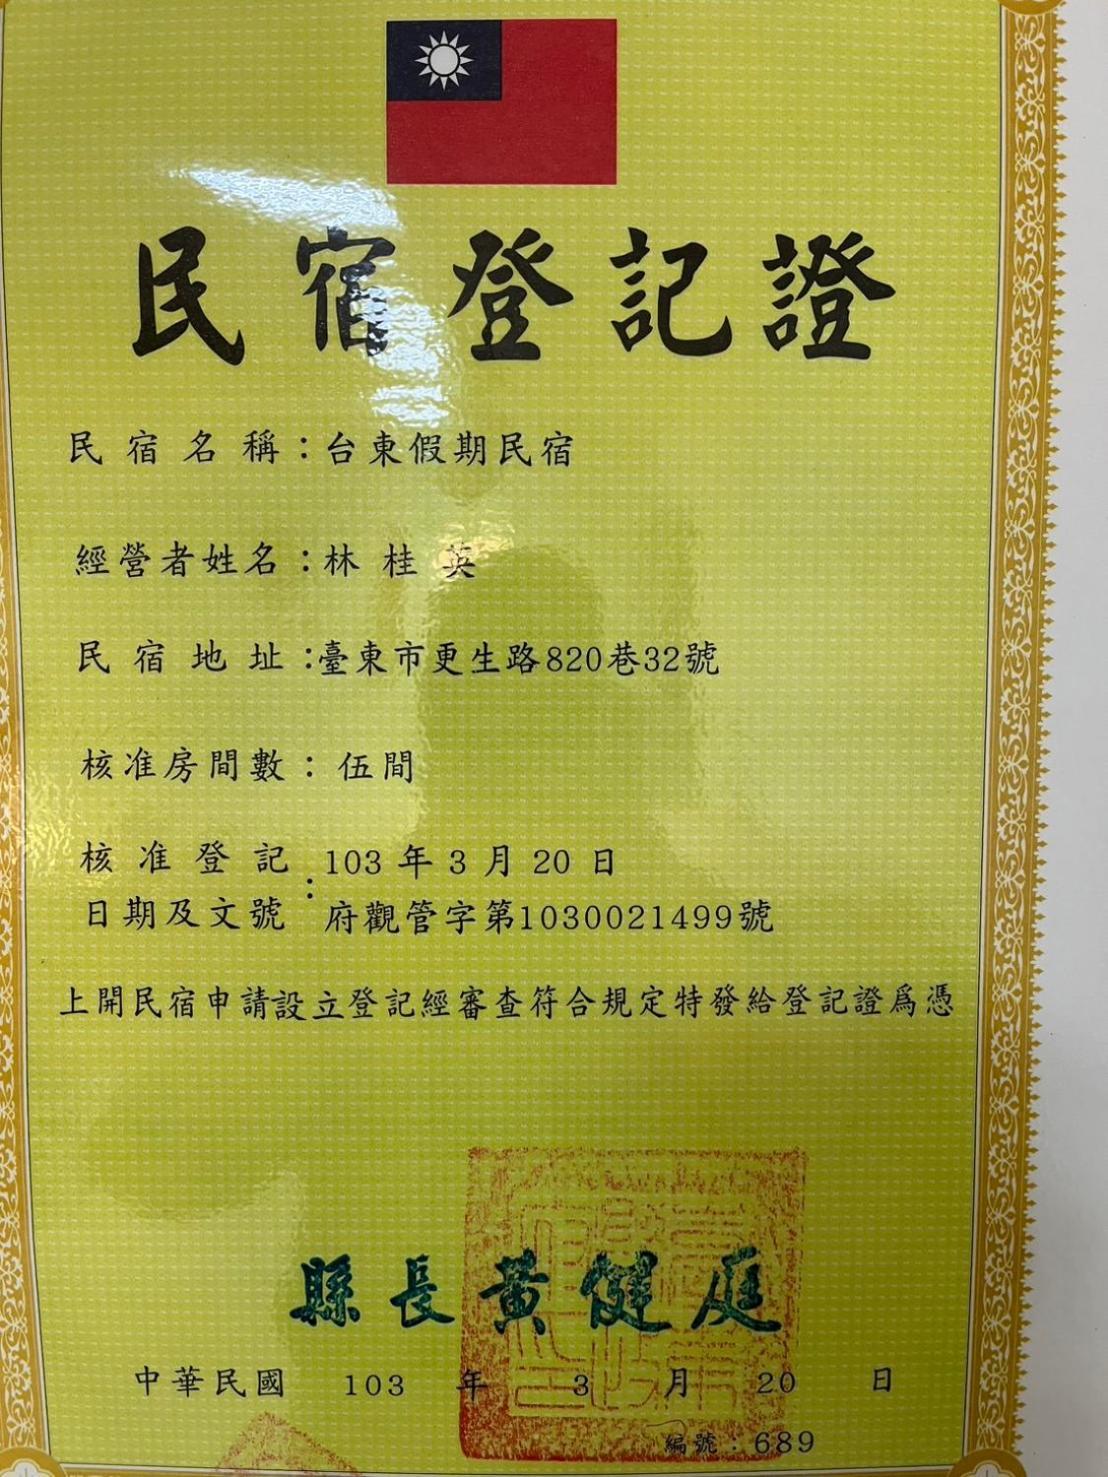 民宿登記證
民宿名稱：台東假期民宿
經營者姓名：林桂英
民宿地址：臺東市更生路820巷32號
核准房間數：伍間
核准登記日期及文號：103年3月20日
府觀管字第1030021499號
上開民宿申請設立登記經審查符合規定特發給登記證爲憑
縣長黃健庭
中華民國 103 年 3 月 20 日
編號：689